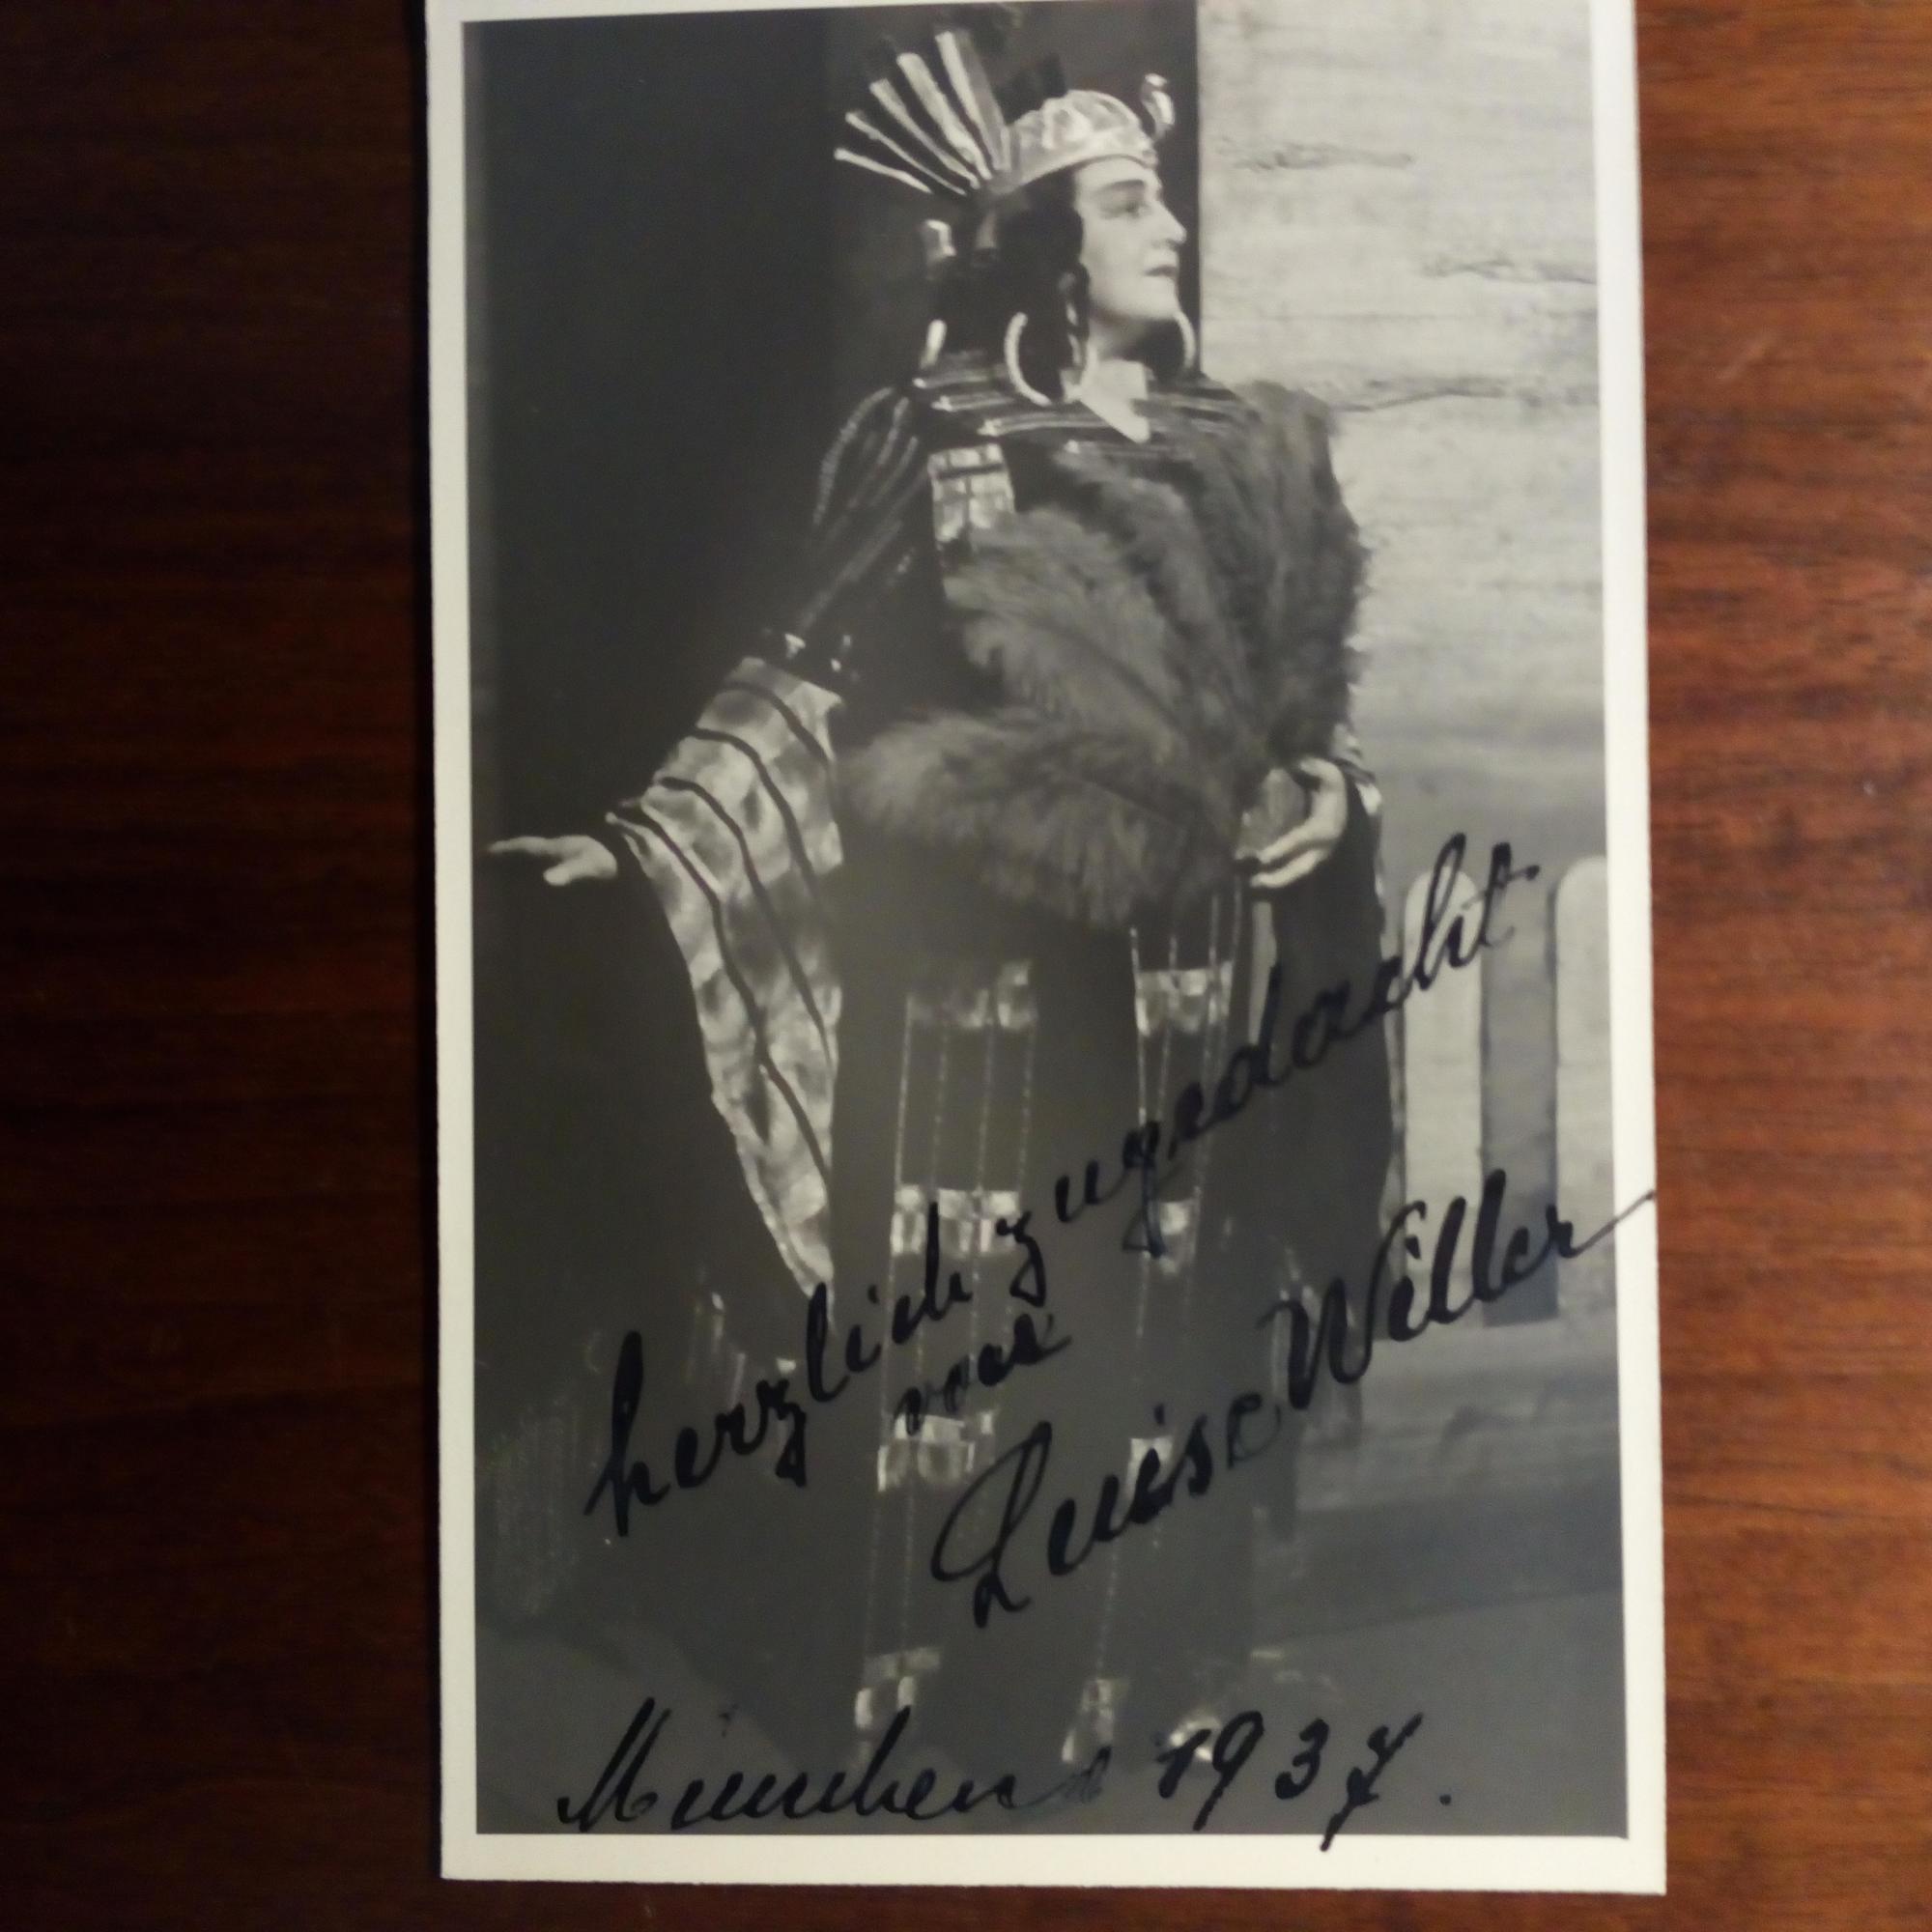 herzlich zugedacht
von
Luise Willer
München 1937.